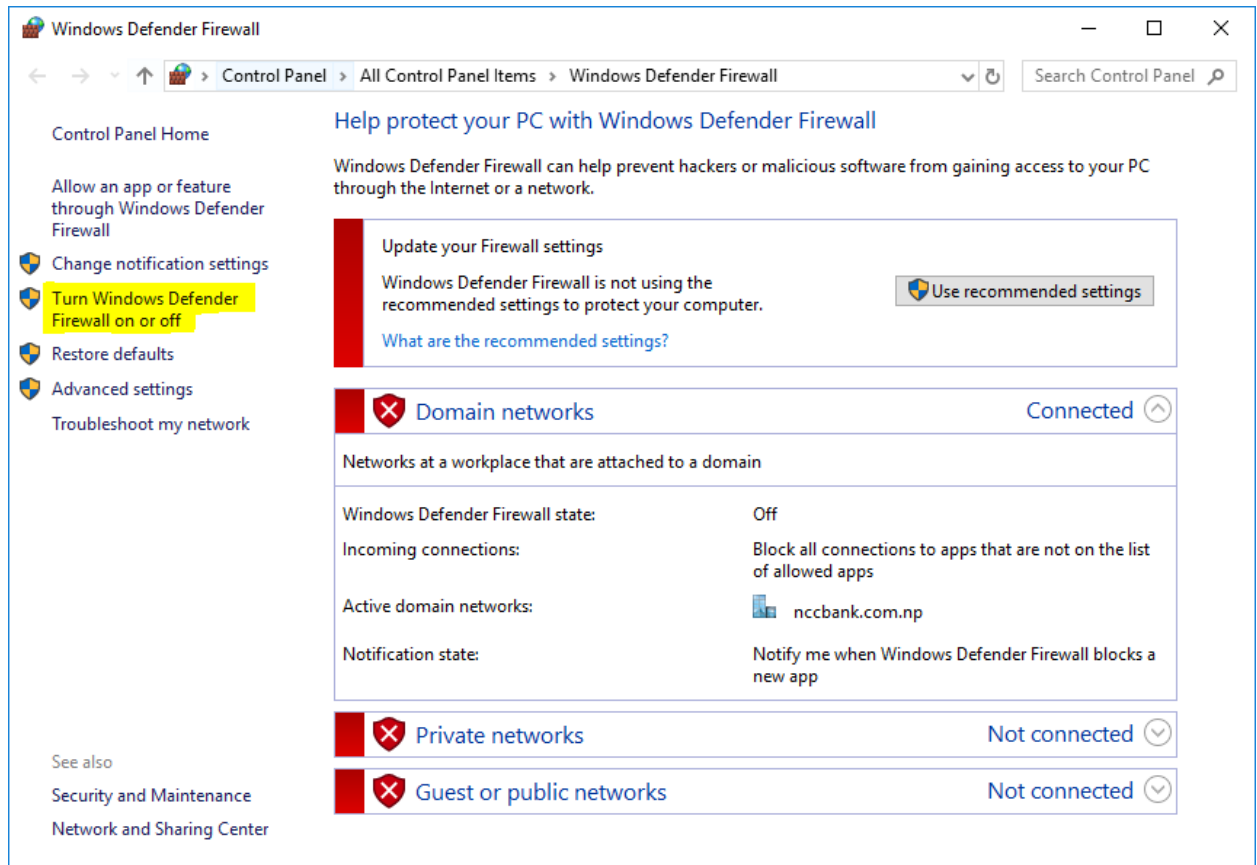 Windows Defender Firewall
Control Panel > All Control Panel Items > Windows Defender Firewall
Search Control Panel
Control Panel Home
Allow an app or feature
through Windows Defender
Firewall
Change notification settings
Turn Windows Defender
Firewall on or off
Restore defaults
Advanced settings
Troubleshoot my network
See also
Security and Maintenance
Network and Sharing Center
Help protect your PC with Windows Defender Firewall
Windows Defender Firewall can help prevent hackers or malicious software from gaining access to your PC
through the Internet or a network.
Update your Firewall settings
Windows Defender Firewall is not using the
recommended settings to protect your computer.
What are the recommended settings?
Use recommended settings
Domain networks
Connected
Networks at a workplace that are attached to a domain
Windows Defender Firewall state:
Off
Incoming connections:
Block all connections to apps that are not on the list
of allowed apps
Active domain networks:
nccbank.com.np
Notification state:
Notify me when Windows Defender Firewall blocks a
new app
Private networks
Not connected
Guest or public networks
Not connected